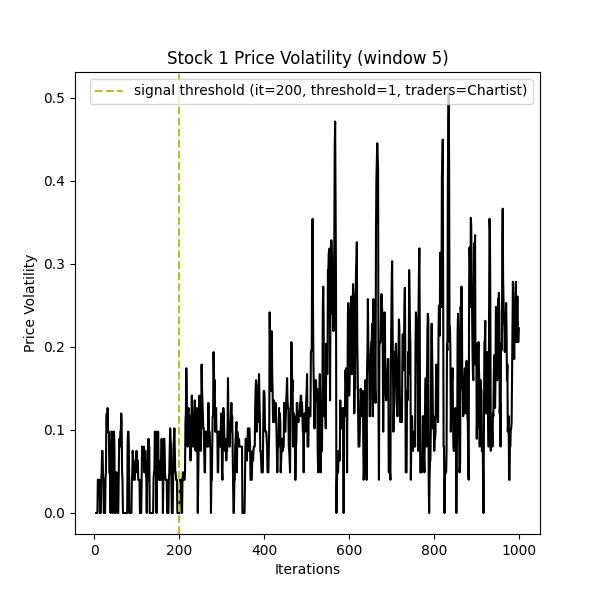 Stock 1 Price Volatility (window 5)
signal threshold (it=200, threshold=1, traders=Chartist)
0.5
0.4
0.3
0.2
0.1
0.0
Price Volatility
0 200 400 600 800 1000
Iterations